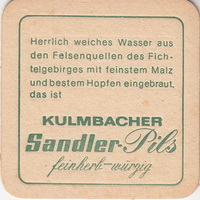 Herrlich weiches Wasser aus
den Felsenquellen des Fich-
telgebirges mit feinstem Malz
und bestem Hopfen eingebraut,
das ist
KULMBACHER
Sandler-Pils
feinherb-würzig